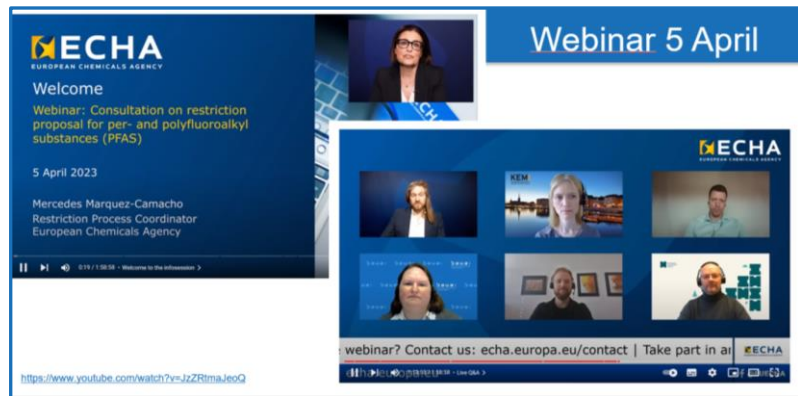 Webinar 5 April
ECHA
EUROPEAN CHEMICALS AGENCY
Welcome
Webinar: Consultation on restriction
proposal for per- and polyfluoroalkyl
substances (PFAS)
5 April 2023
Mercedes Marquez-Camacho
Restriction Process Coordinator
European Chemicals Agency
0:19 / 1:58:58 • Welcome to the infosession >
ECHA
EUROPEAN CHEMICALS AGENCY
KEM
webinar? Contact us: echa.europa.eu/contact | Take part in ar
ECHA
Live Q&A >
https://www.youtube.com/watch?v=JzZRtmaJeoQ